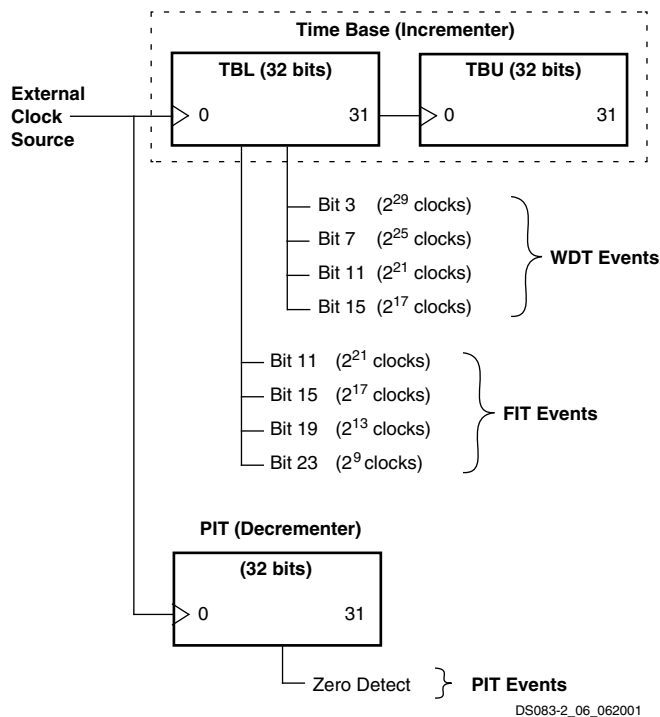 Time Base (Incrementer)
TBL (32 bits)
TBU (32 bits)
External
Clock
Source
0
31
0
31
Bit 3 (2^29 clocks)
Bit 7 (2^25 clocks)
Bit 11 (2^21 clocks)
Bit 15 (2^17 clocks)
WDT Events
Bit 11 (2^21 clocks)
Bit 15 (2^17 clocks)
Bit 19 (2^13 clocks)
Bit 23 (2^9 clocks)
FIT Events
PIT (Decrementer)
(32 bits)
0
31
Zero Detect
PIT Events
DS083-2_06_062001